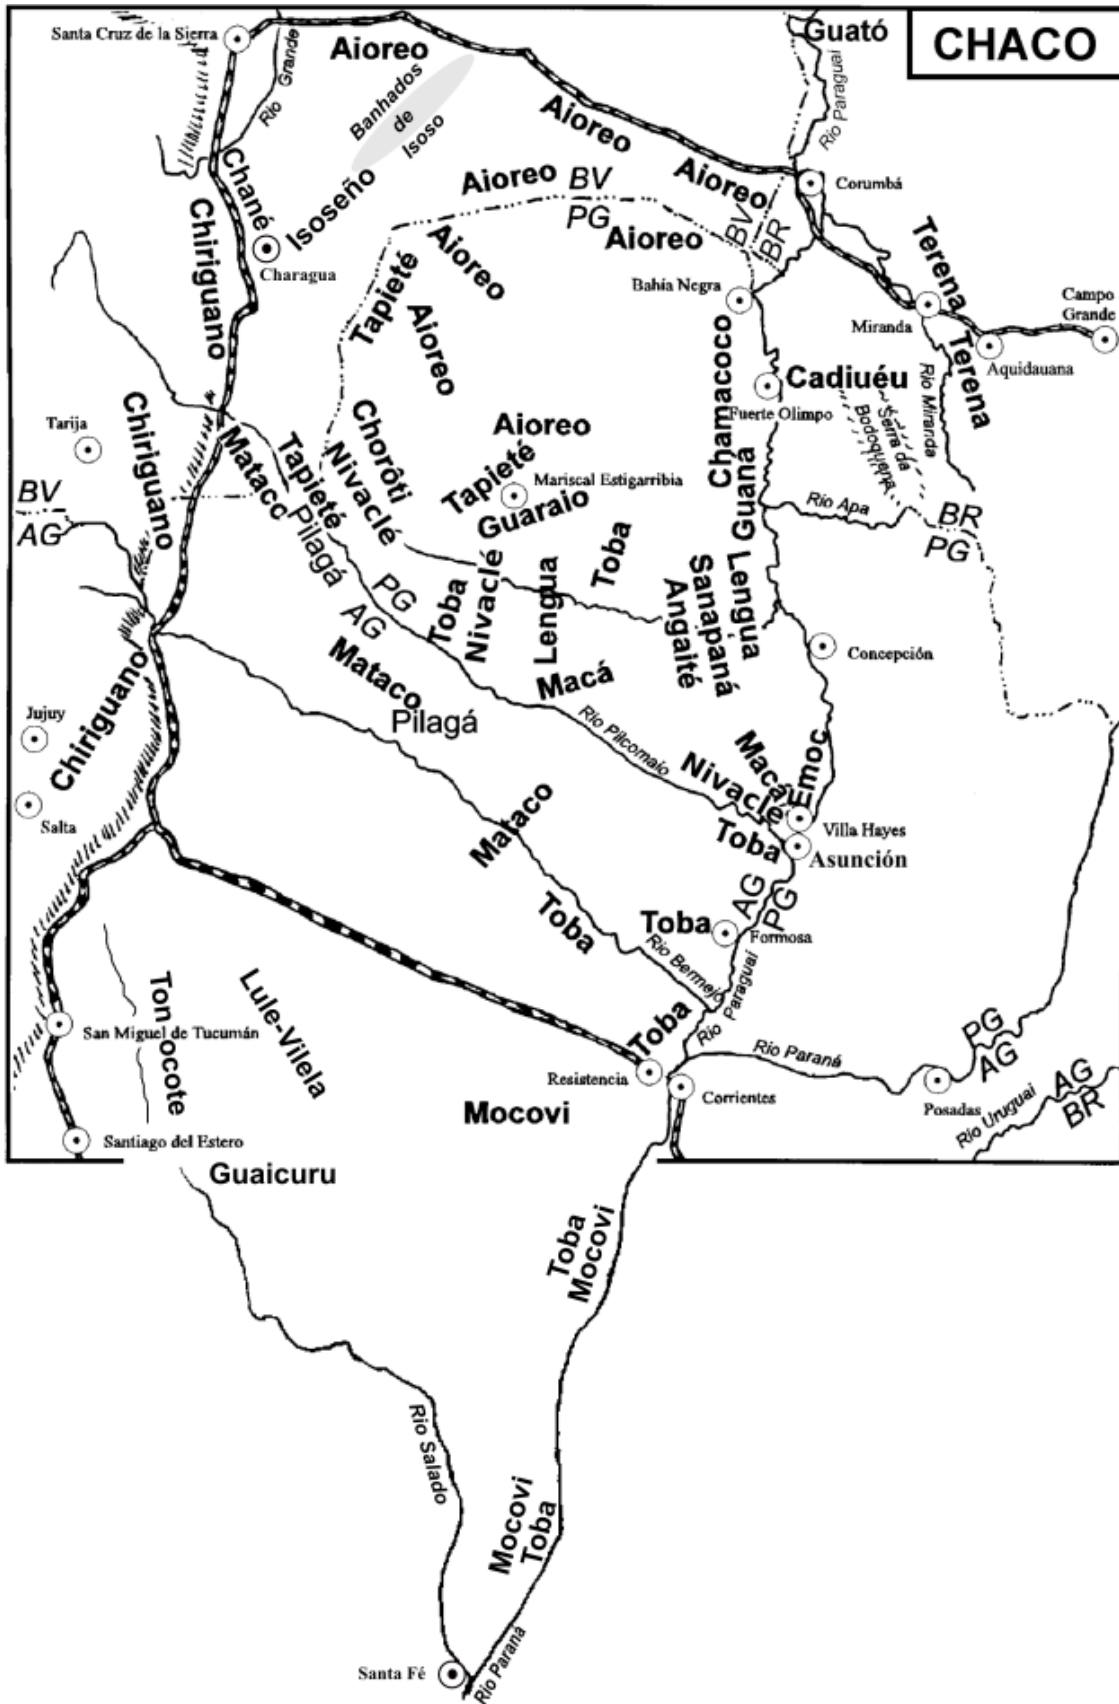 CHACO
Santa Cruz de la Sierra
Aioreo
Guató
Rio Grande
Rio Paraguai
Banhados
de
Isoso
Aioreo
Aioreo
Aioreo
BV
PG
Corumbá
Chané
Isoseño
Chiriguano
Charagua
Aioreo
Aioreo
BV
BR
Terena
Tapieté
Bahía Negra
Miranda
Campo
Grande
Aioreo
Terena
Aquidauana
Chamacoco
Cadiuéu
Fuerte Olimpo
Serra da
Bodoquena
Rio Miranda
Tarija
Chiriguano
Mataco
Tapieté
Chorôti
Nivaclé
Pilagá
Aioreo
Tapieté
Mariscal Estigarribia
Guaraio
Guaná
Rio Apa
BR
PG
BV
AG
PG
AG
Toba
Nivaclé
Lengua
Toba
Lengua
Sanapaná
Angaité
Macá
Concepción
Mataco
Pilagá
Chiriguano
Jujuy
Salta
Rio Pilcomaio
Macá
Nivaclé
Emoc
Villa Hayes
Toba
Asunción
Mataco
AG
PG
Toba
Toba
Formosa
Rio Bermejo
Rio Paraguai
Tonocote
Lule-Vilela
San Miguel de Tucumán
Toba
Resistencia
Rio Paraná
PG
AG
Corrientes
Posadas
AG
BR
Rio Uruguai
Mocovi
Santiago del Estero
Guaicuru
Toba
Mocovi
Rio Salado
Mocovi
Toba
Santa Fé
Rio Paraná